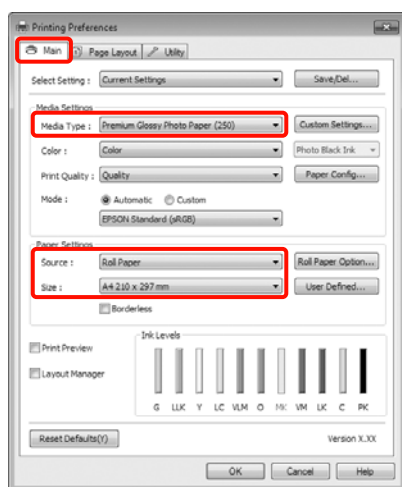 Printing Preferences
Main Page Layout Utility
Select Setting : Current Settings Save/Del...
Media Settings
Media Type : Premium Glossy Photo Paper (250) Custom Settings...
Color : Color Photo Black Ink
Print Quality : Quality Paper Config...
Mode : Automatic Custom
EPSON Standard (sRGB)
Paper Settings
Source : Roll Paper Roll Paper Option...
Size : A4 210 x 297 mm User Defined...
Borderless
Ink Levels
Print Preview
Layout Manager
G LLK Y LC VLM O MK VM LK C PK
Reset Defaults(Y) Version X.XX
OK Cancel Help